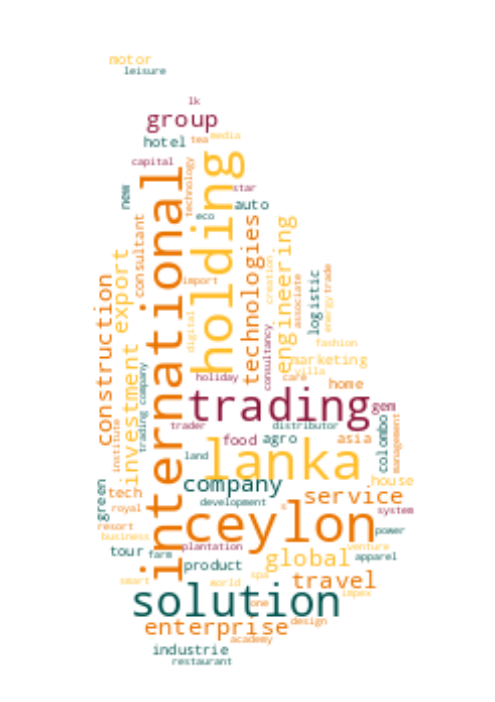 motor
leisure
lk
group
hotel
tea
media
capital
technology
holding
international
star
new
eco
auto
consultant
technologies
engineering
export
import
creation
associate
logistic
energy
trade
construction
digital
fashion
investment
trading company
consultancy
marketing
villa
holiday
care
home
trading
gem
institute
trader
distributor
colombo
management
food
agro
asia
land
lanka
green
tech
company
house
service
royal
development
s
system
resort
ceylon
power
business
plantation
venture
tour
farm
global
apparel
product
spa
travel
smart
world
impex
solution
one
enterprise
design
academy
industrie
restaurant